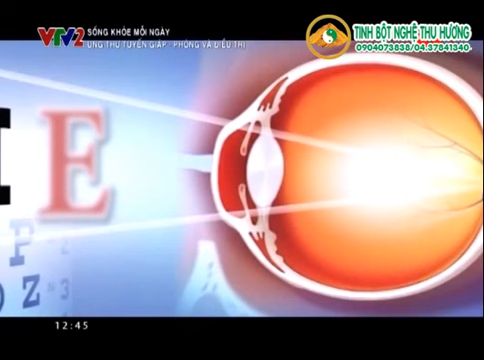 VTV2
SỐNG KHỎE MỖI NGÀY
UNG THƯ TUYẾN GIÁP - PHÒNG VÀ ĐIỀU TRỊ
TINH BỘT NGHỆ THU HƯƠNG
0904073838/04.37841340
E
P
Z
3
12:45